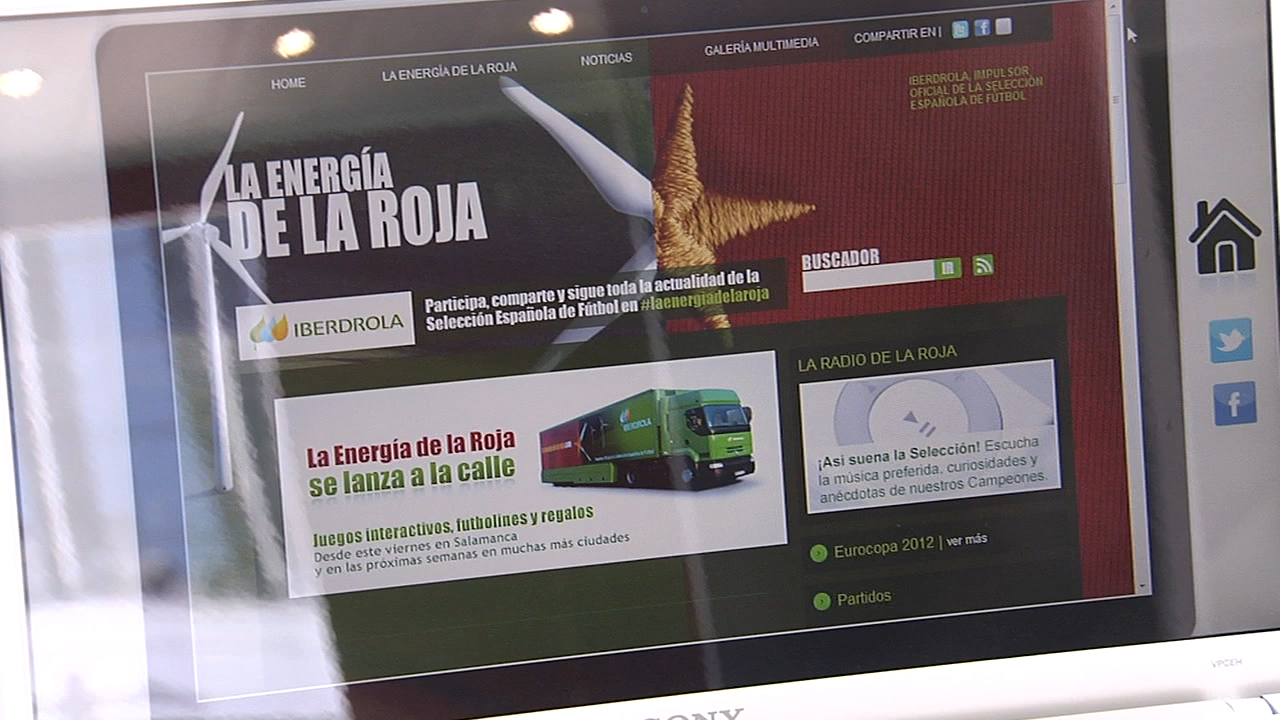 HOME
LA ENERGÍA DE LA ROJA
NOTICIAS
GALERÍA MULTIMEDIA
COMPARTIR EN |
IBERDROLA, IMPULSOR
OFICIAL DE LA SELECCIÓN
ESPAÑOLA DE FÚTBOL
LA ENERGÍA
DE LA ROJA
BUSCADOR
IR
IBERDROLA
Participa, comparte y sigue toda la actualidad de la
Selección Española de Fútbol en #laenergiadelaroja
La Energía de la Roja
se lanza a la calle
IBERDROLA
Juegos interactivos, futbolines y regalos
Desde este viernes en Salamanca
y en las próximas semanas en muchas más ciudades
LA RADIO DE LA ROJA
¡Asi suena la Selección! Escucha
la música preferida, curiosidades y
anécdotas de nuestros Campeones.
Eurocopa 2012 | ver más
Partidos
f
VPCEH
SONY